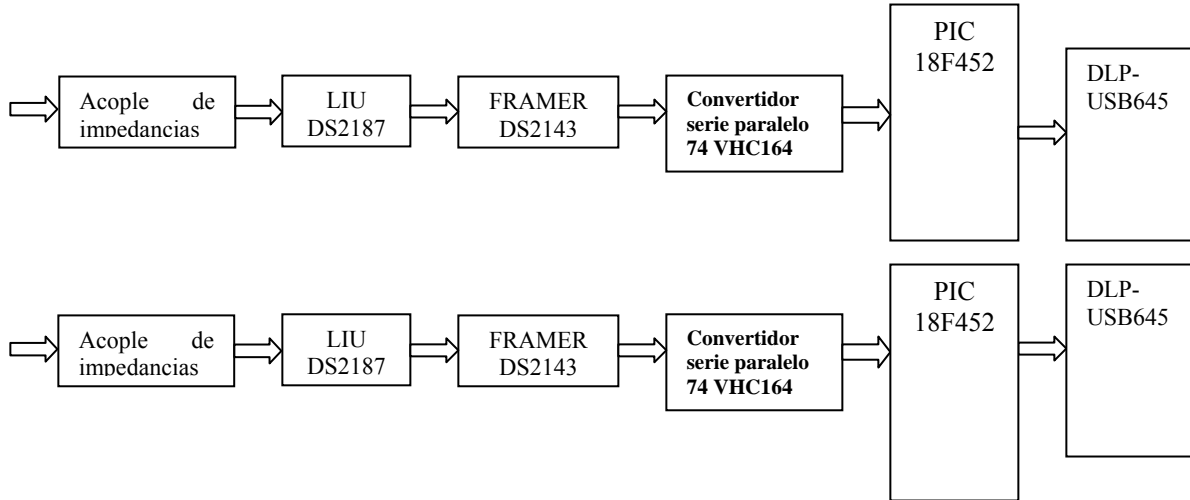 PIC
18F452
DLP-
USB645
Acople de
impedancias
LIU
DS2187
FRAMER
DS2143
Convertidor
serie paralelo
74 VHC164
PIC
18F452
DLP-
USB645
Acople de
impedancias
LIU
DS2187
FRAMER
DS2143
Convertidor
serie paralelo
74 VHC164